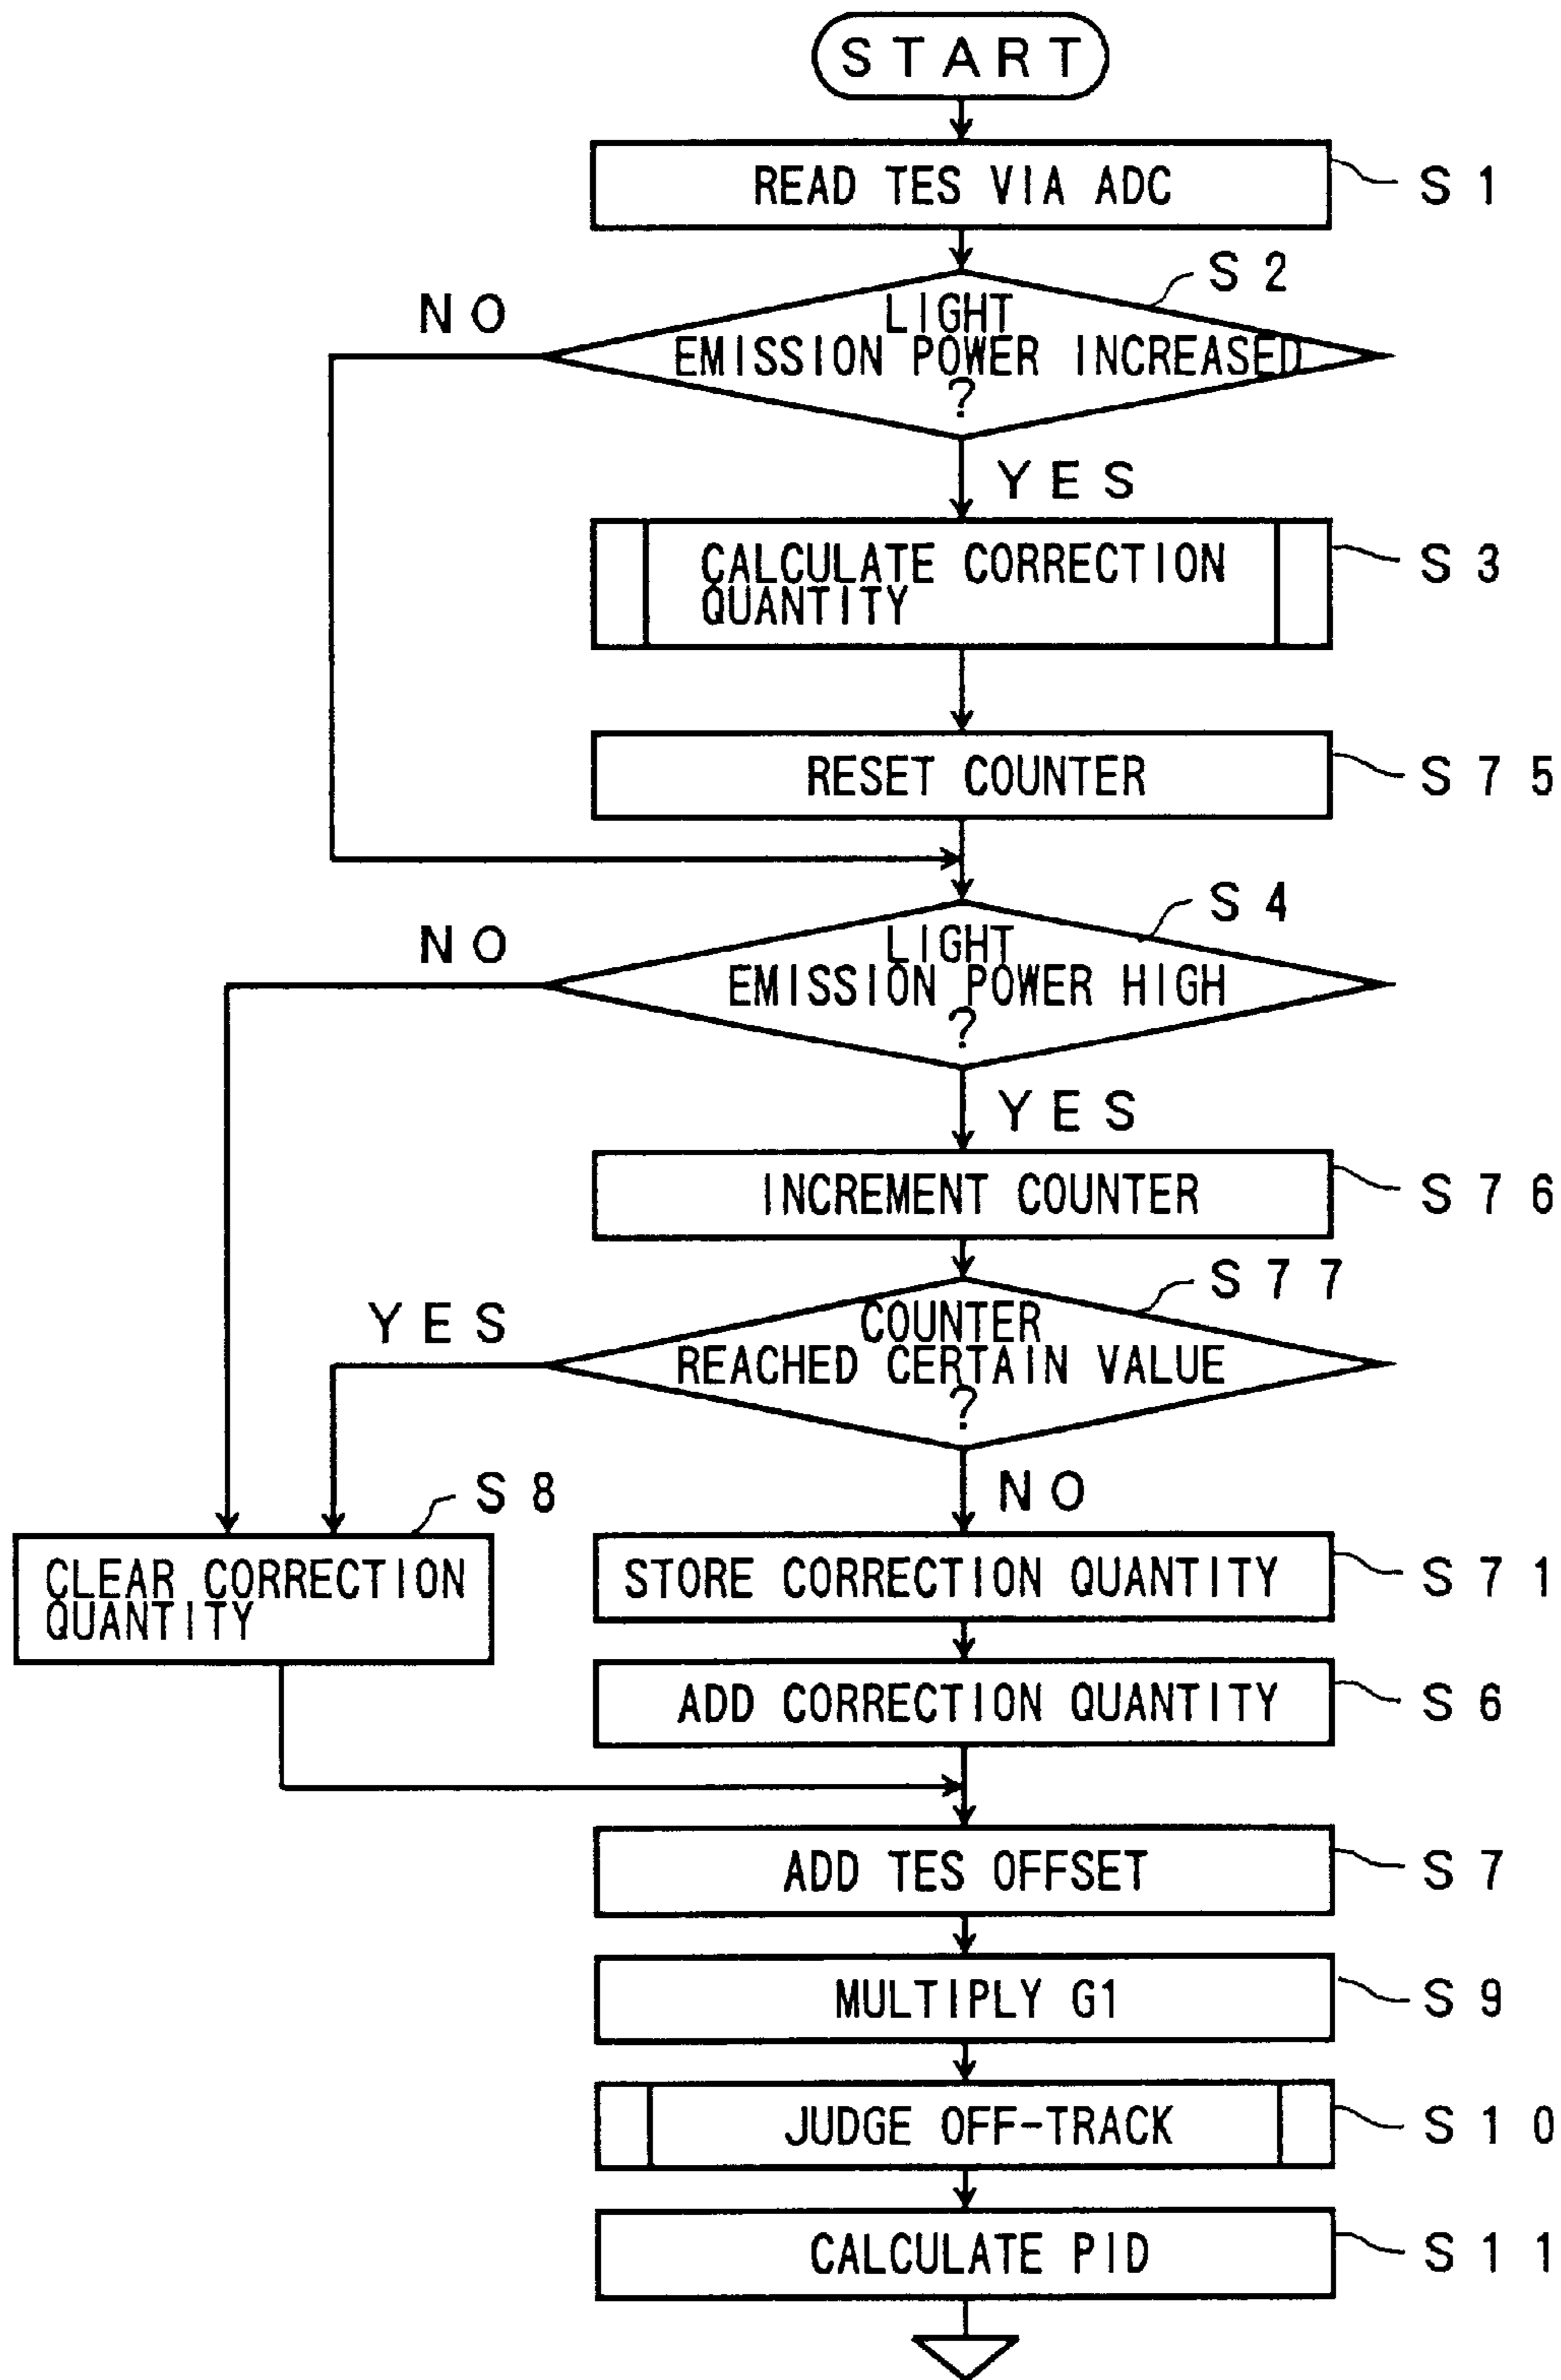 START
READ TES VIA ADC
S1
S2
NO
LIGHT
EMISSION POWER INCREASED
?
YES
CALCULATE CORRECTION
QUANTITY
S3
RESET COUNTER
S75
S4
NO
LIGHT
EMISSION POWER HIGH
?
YES
INCREMENT COUNTER
S76
S77
YES
COUNTER
REACHED CERTAIN VALUE
?
NO
S8
CLEAR CORRECTION
QUANTITY
STORE CORRECTION QUANTITY
S71
ADD CORRECTION QUANTITY
S6
ADD TES OFFSET
S7
MULTIPLY G1
S9
JUDGE OFF-TRACK
S10
CALCULATE PID
S11